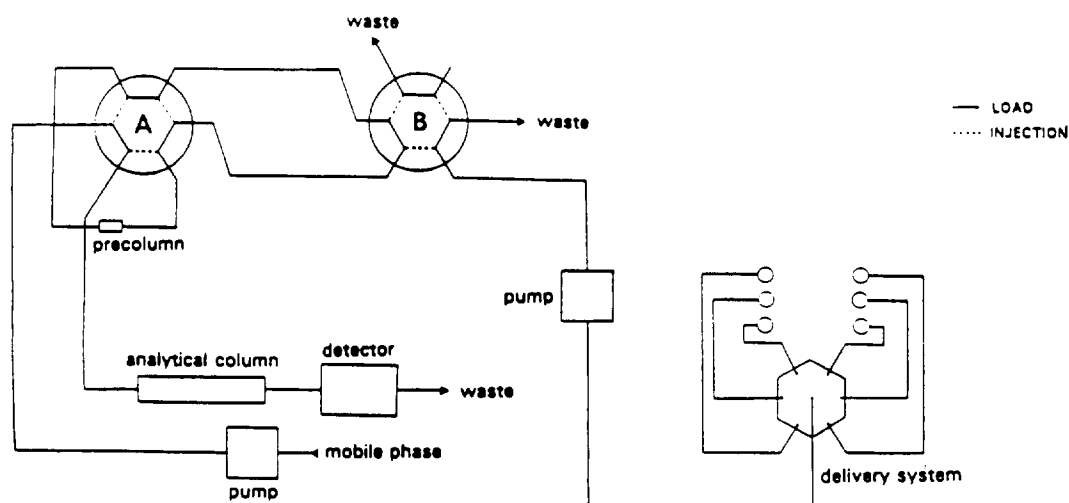 waste
A
B
waste
LOAD
INJECTION
precolumn
pump
analytical column
detector
waste
mobile phase
pump
delivery system